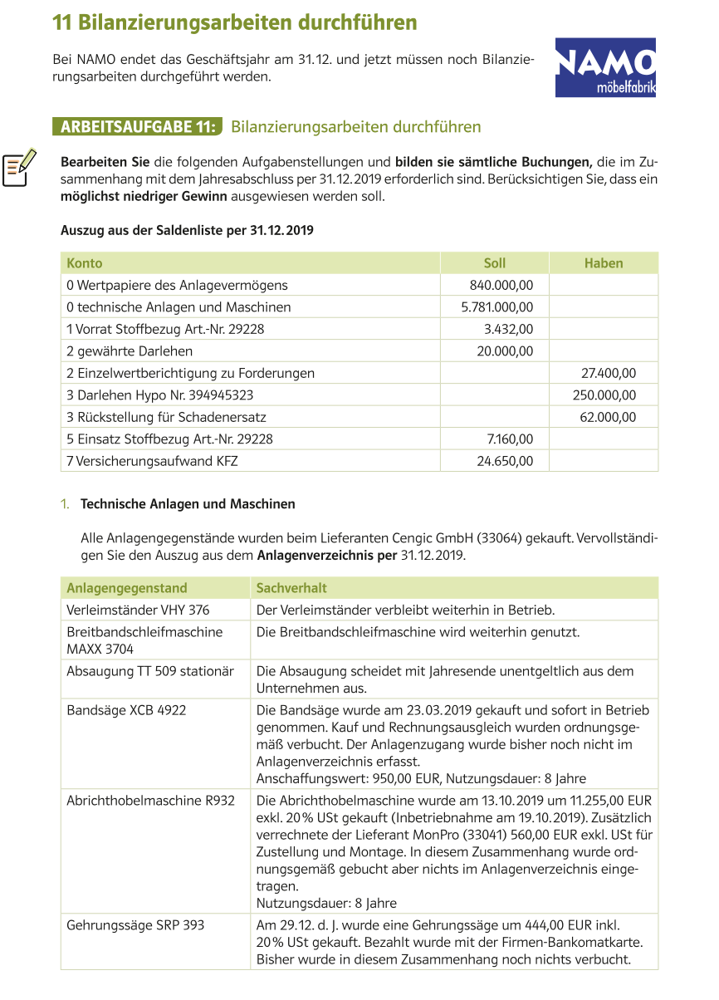 11 Bilanzierungsarbeiten durchführen
Bei NAMO endet das Geschäftsjahr am 31.12. und jetzt müssen noch Bilanzie-
rungsarbeiten durchgeführt werden.
NAMO
möbelfabrik
ARBEITSAUFGABE 11: Bilanzierungsarbeiten durchführen
Bearbeiten Sie die folgenden Aufgabenstellungen und bilden sie sämtliche Buchungen, die im Zu-
sammenhang mit dem Jahresabschluss per 31.12.2019 erforderlich sind. Berücksichtigen Sie, dass ein
möglichst niedriger Gewinn ausgewiesen werden soll.
Auszug aus der Saldenliste per 31.12.2019
Konto Soll Haben
0 Wertpapiere des Anlagevermögens 840.000,00
0 technische Anlagen und Maschinen 5.781.000,00
1 Vorrat Stoffbezug Art.-Nr. 29228 3.432,00
2 gewährte Darlehen 20.000,00
2 Einzelwertberichtigung zu Forderungen 27.400,00
3 Darlehen Hypo Nr. 394945323 250.000,00
3 Rückstellung für Schadenersatz 62.000,00
5 Einsatz Stoffbezug Art.-Nr. 29228 7.160,00
7 Versicherungsaufwand KFZ 24.650,00
1. Technische Anlagen und Maschinen
Alle Anlagengegenstände wurden beim Lieferanten Cengic GmbH (33064) gekauft. Vervollständi-
gen Sie den Auszug aus dem Anlagenverzeichnis per 31.12.2019.
Anlagengegenstand Sachverhalt
Verleimständer VHY 376 Der Verleimständer verbleibt weiterhin in Betrieb.
Breitbandschleifmaschine Die Breitbandschleifmaschine wird weiterhin genutzt.
MAXX 3704
Absaugung TT 509 stationär Die Absaugung scheidet mit Jahresende unentgeltlich aus dem
Unternehmen aus.
Bandsäge XCB 4922 Die Bandsäge wurde am 23.03.2019 gekauft und sofort in Betrieb
genommen. Kauf und Rechnungsausgleich wurden ordnungsge-
mäß verbucht. Der Anlagenzugang wurde bisher noch nicht im
Anlagenverzeichnis erfasst.
Anschaffungswert: 950,00 EUR, Nutzungsdauer: 8 Jahre
Abrichthobelmaschine R932 Die Abrichthobelmaschine wurde am 13.10.2019 um 11.255,00 EUR
exkl. 20 % USt gekauft (Inbetriebnahme am 19.10.2019). Zusätzlich
verrechnete der Lieferant MonPro (33041) 560,00 EUR exkl. USt für
Zustellung und Montage. In diesem Zusammenhang wurde ord-
nungsgemäß gebucht aber nichts im Anlagenverzeichnis einge-
tragen.
Nutzungsdauer: 8 Jahre
Gehrungssäge SRP 393 Am 29.12. d. J. wurde eine Gehrungssäge um 444,00 EUR inkl.
20 % USt gekauft. Bezahlt wurde mit der Firmen-Bankomatkarte.
Bisher wurde in diesem Zusammenhang noch nichts verbucht.